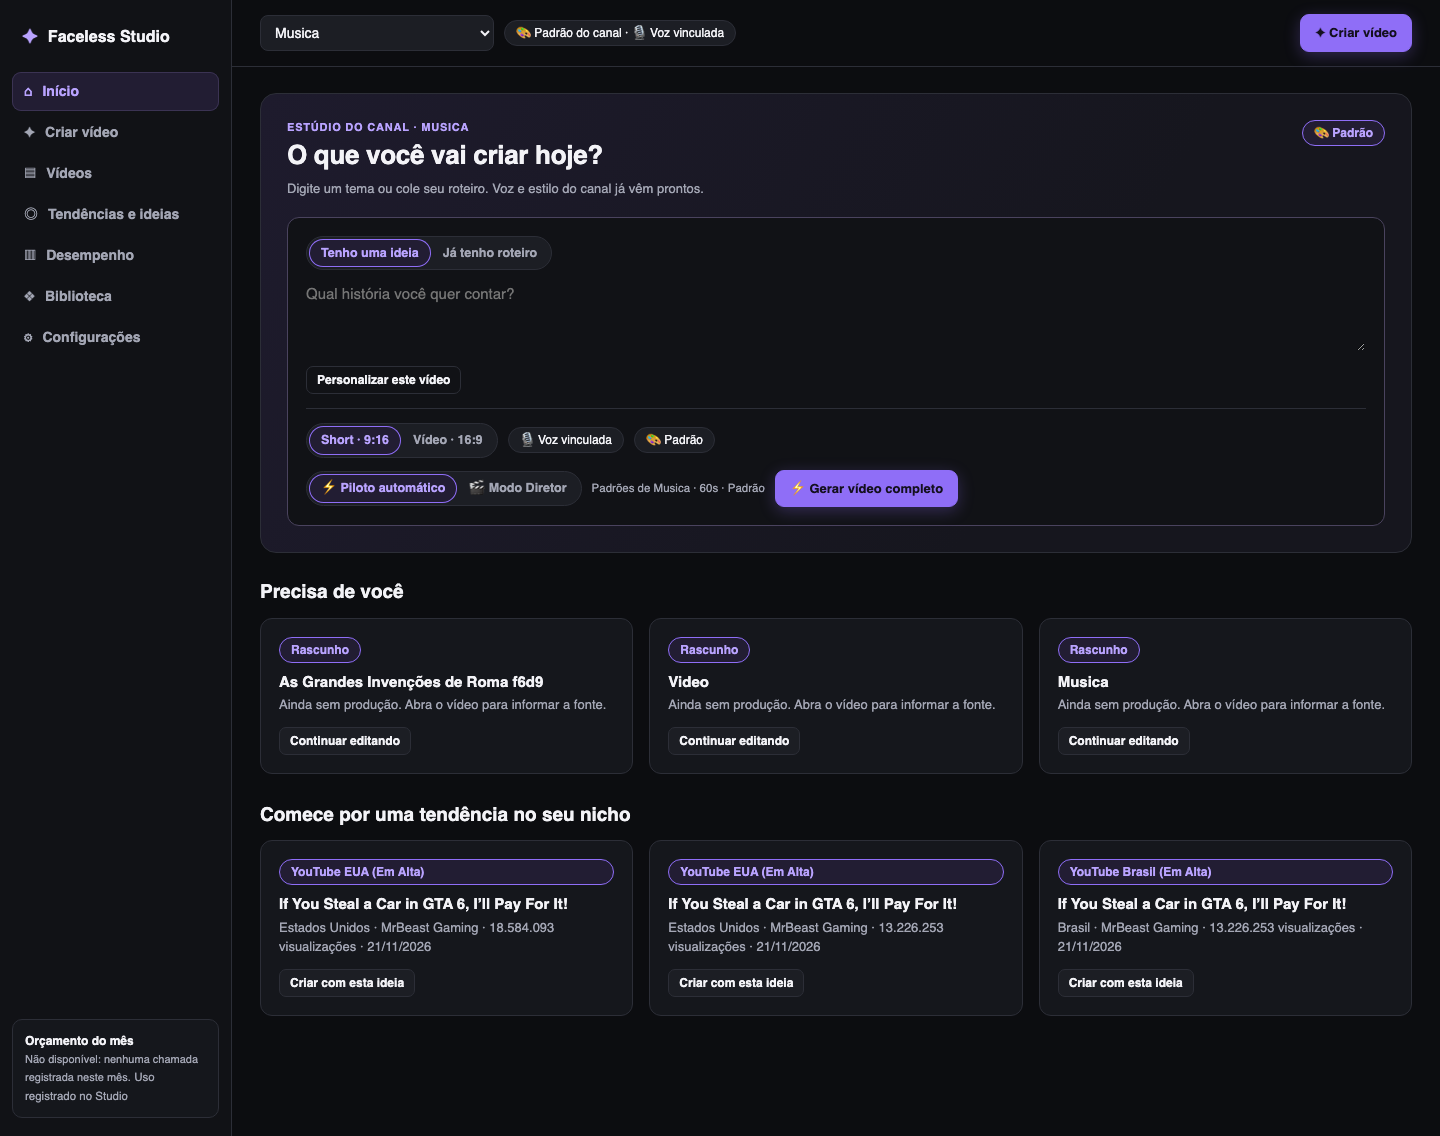 Faceless Studio
Início
Criar vídeo
Vídeos
Tendências e ideias
Desempenho
Biblioteca
Configurações
Orçamento do mês
Não disponível: nenhuma chamada
registrada neste mês. Uso
registrado no Studio
Musica
Padrão do canal · Voz vinculada
Criar vídeo
ESTÚDIO DO CANAL · MUSICA
O que você vai criar hoje?
Padrão
Digite um tema ou cole seu roteiro. Voz e estilo do canal já vêm prontos.
Tenho uma ideia
Já tenho roteiro
Qual história você quer contar?
Personalizar este vídeo
Short · 9:16
Vídeo · 16:9
Voz vinculada
Padrão
Piloto automático
Modo Diretor
Padrões de Musica · 60s · Padrão
Gerar vídeo completo
Precisa de você
Rascunho
As Grandes Invenções de Roma f6d9
Ainda sem produção. Abra o vídeo para informar a fonte.
Continuar editando
Rascunho
Video
Ainda sem produção. Abra o vídeo para informar a fonte.
Continuar editando
Rascunho
Musica
Ainda sem produção. Abra o vídeo para informar a fonte.
Continuar editando
Comece por uma tendência no seu nicho
YouTube EUA (Em Alta)
If You Steal a Car in GTA 6, I’ll Pay For It!
Estados Unidos · MrBeast Gaming · 18.584.093
visualizações · 21/11/2026
Criar com esta ideia
YouTube EUA (Em Alta)
If You Steal a Car in GTA 6, I’ll Pay For It!
Estados Unidos · MrBeast Gaming · 13.226.253
visualizações · 21/11/2026
Criar com esta ideia
YouTube Brasil (Em Alta)
If You Steal a Car in GTA 6, I’ll Pay For It!
Brasil · MrBeast Gaming · 13.226.253 visualizações ·
21/11/2026
Criar com esta ideia